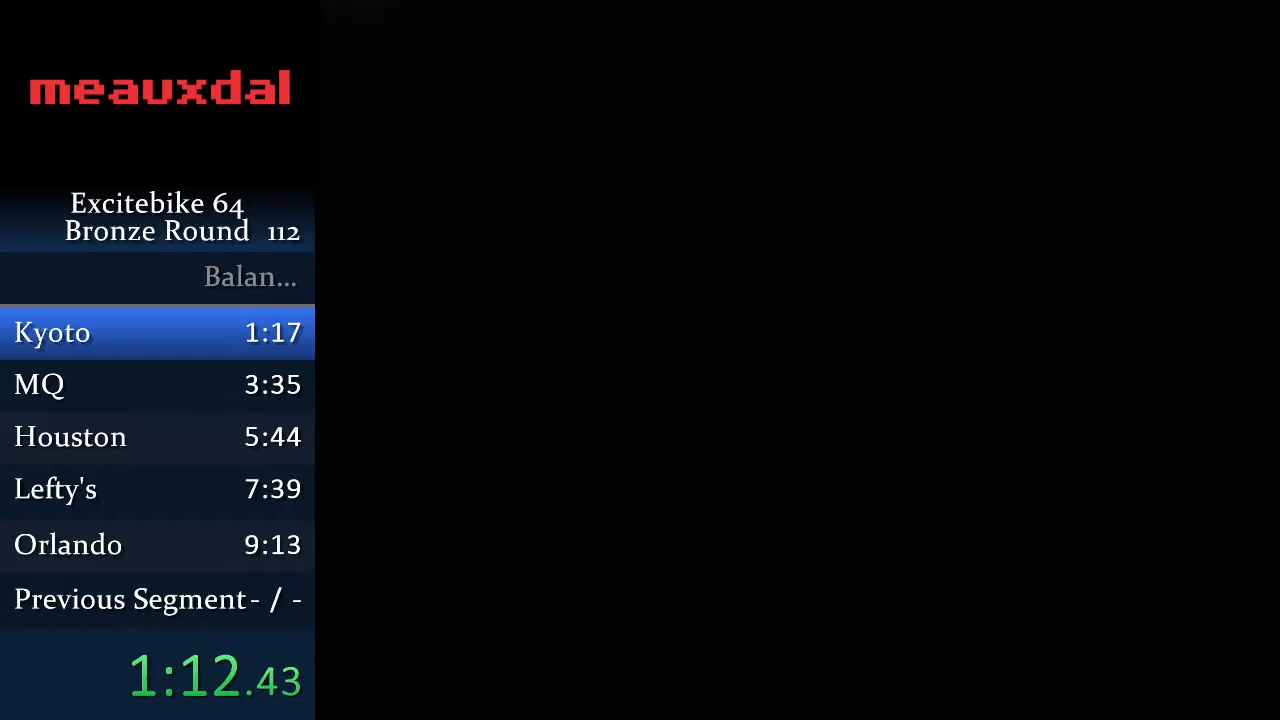 meauxdal
Excitebike 64
Bronze Round 112
Balan...
Kyoto 1:17
MQ 3:35
Houston 5:44
Lefty's 7:39
Orlando 9:13
Previous Segment - / -
1:12.43